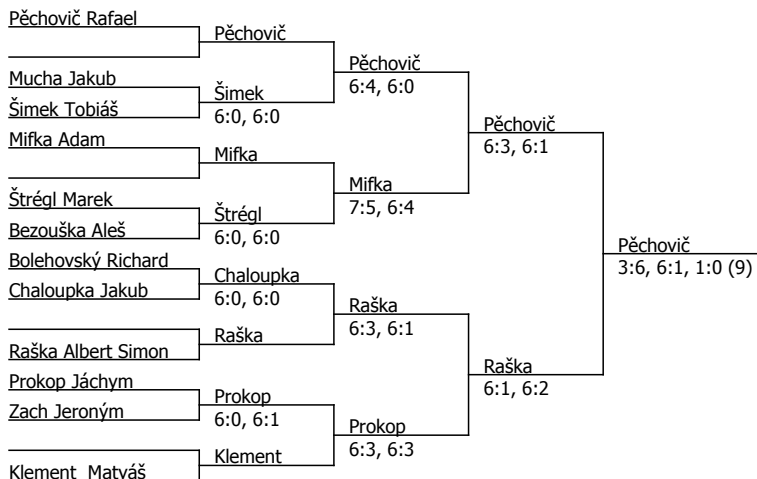 Pěchovič Rafael
Mucha Jakub
Šimek Tobiáš
Mifka Adam
Štrégl Marek
Bezouška Aleš
Bolehovský Richard
Chaloupka Jakub
Raška Albert Simon
Prokop Jáchym
Zach Jeroným
Klement Matyáš
Pěchovič
Šimek
6:0, 6:0
Mifka
Štrégl
6:0, 6:0
Chaloupka
6:0, 6:0
Raška
Prokop
6:0, 6:1
Klement
Pěchovič
6:4, 6:0
Mifka
7:5, 6:4
Raška
6:3, 6:1
Prokop
6:3, 6:3
Pěchovič
6:3, 6:1
Raška
6:1, 6:2
Pěchovič
3:6, 6:1, 1:0 (9)